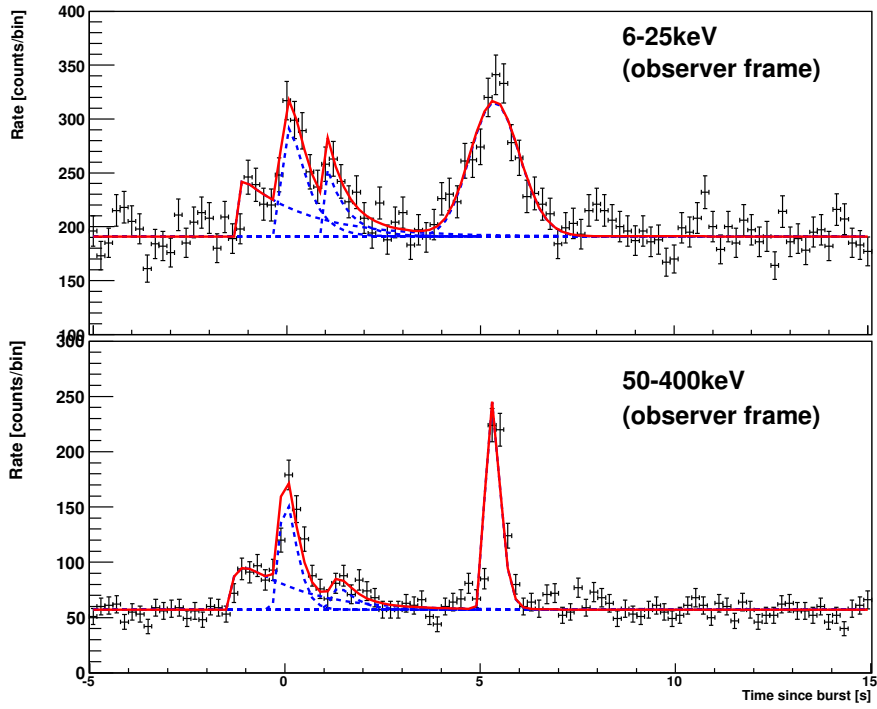 400
350
300
250
200
150
100
Rate [counts/bin]
6-25keV
(observer frame)
300
250
200
150
100
50
0
Rate [counts/bin]
50-400keV
(observer frame)
-5 0 5 10 15
Time since burst [s]